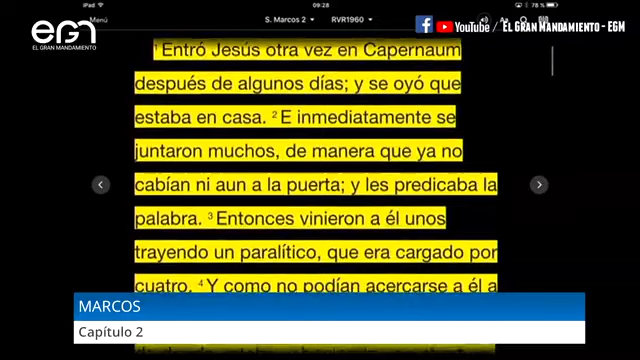 iPad
09:28
78 %
Menú
S. Marcos 2
RVR1960
Aa
YouTube / El Gran Mandamiento - EGM
EGM
EL GRAN MANDAMIENTO
1 Entró Jesús otra vez en Capernaum
después de algunos días; y se oyó que
estaba en casa. 2 E inmediatamente se
juntaron muchos, de manera que ya no
cabían ni aun a la puerta; y les predicaba la
palabra. 3 Entonces vinieron a él unos
trayendo un paralítico, que era cargado por
cuatro. 4 Y como no podían acercarse a él a
MARCOS
Capítulo 2